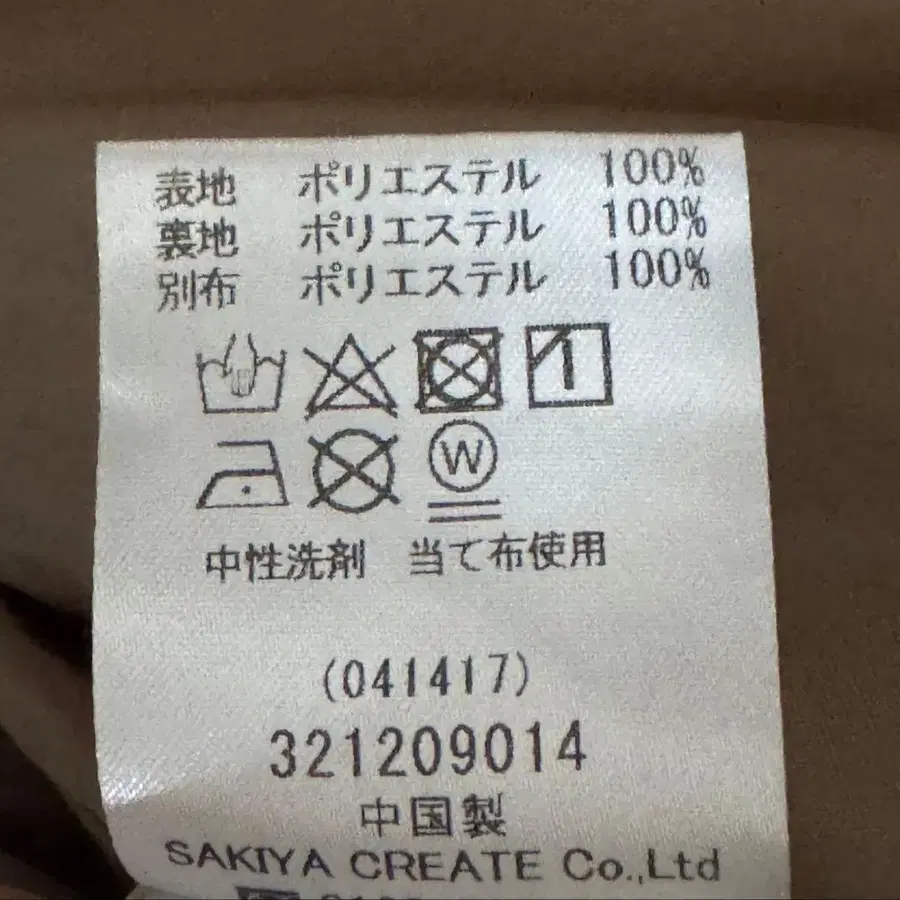 表地 ポリエステル 100%
裏地 ポリエステル 100%
別布 ポリエステル 100%
W
中性洗剤 当て布使用
(041417)
321209014
中国製
SAKIYA CREATE Co.,Ltd